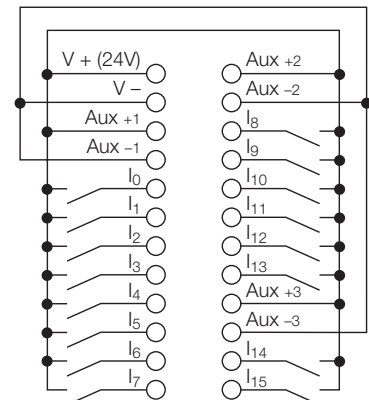 V + (24V)
V –
Aux +1
Aux –1
I0
I1
I2
I3
I4
I5
I6
I7
Aux +2
Aux –2
I8
I9
I10
I11
I12
I13
Aux +3
Aux –3
I14
I15